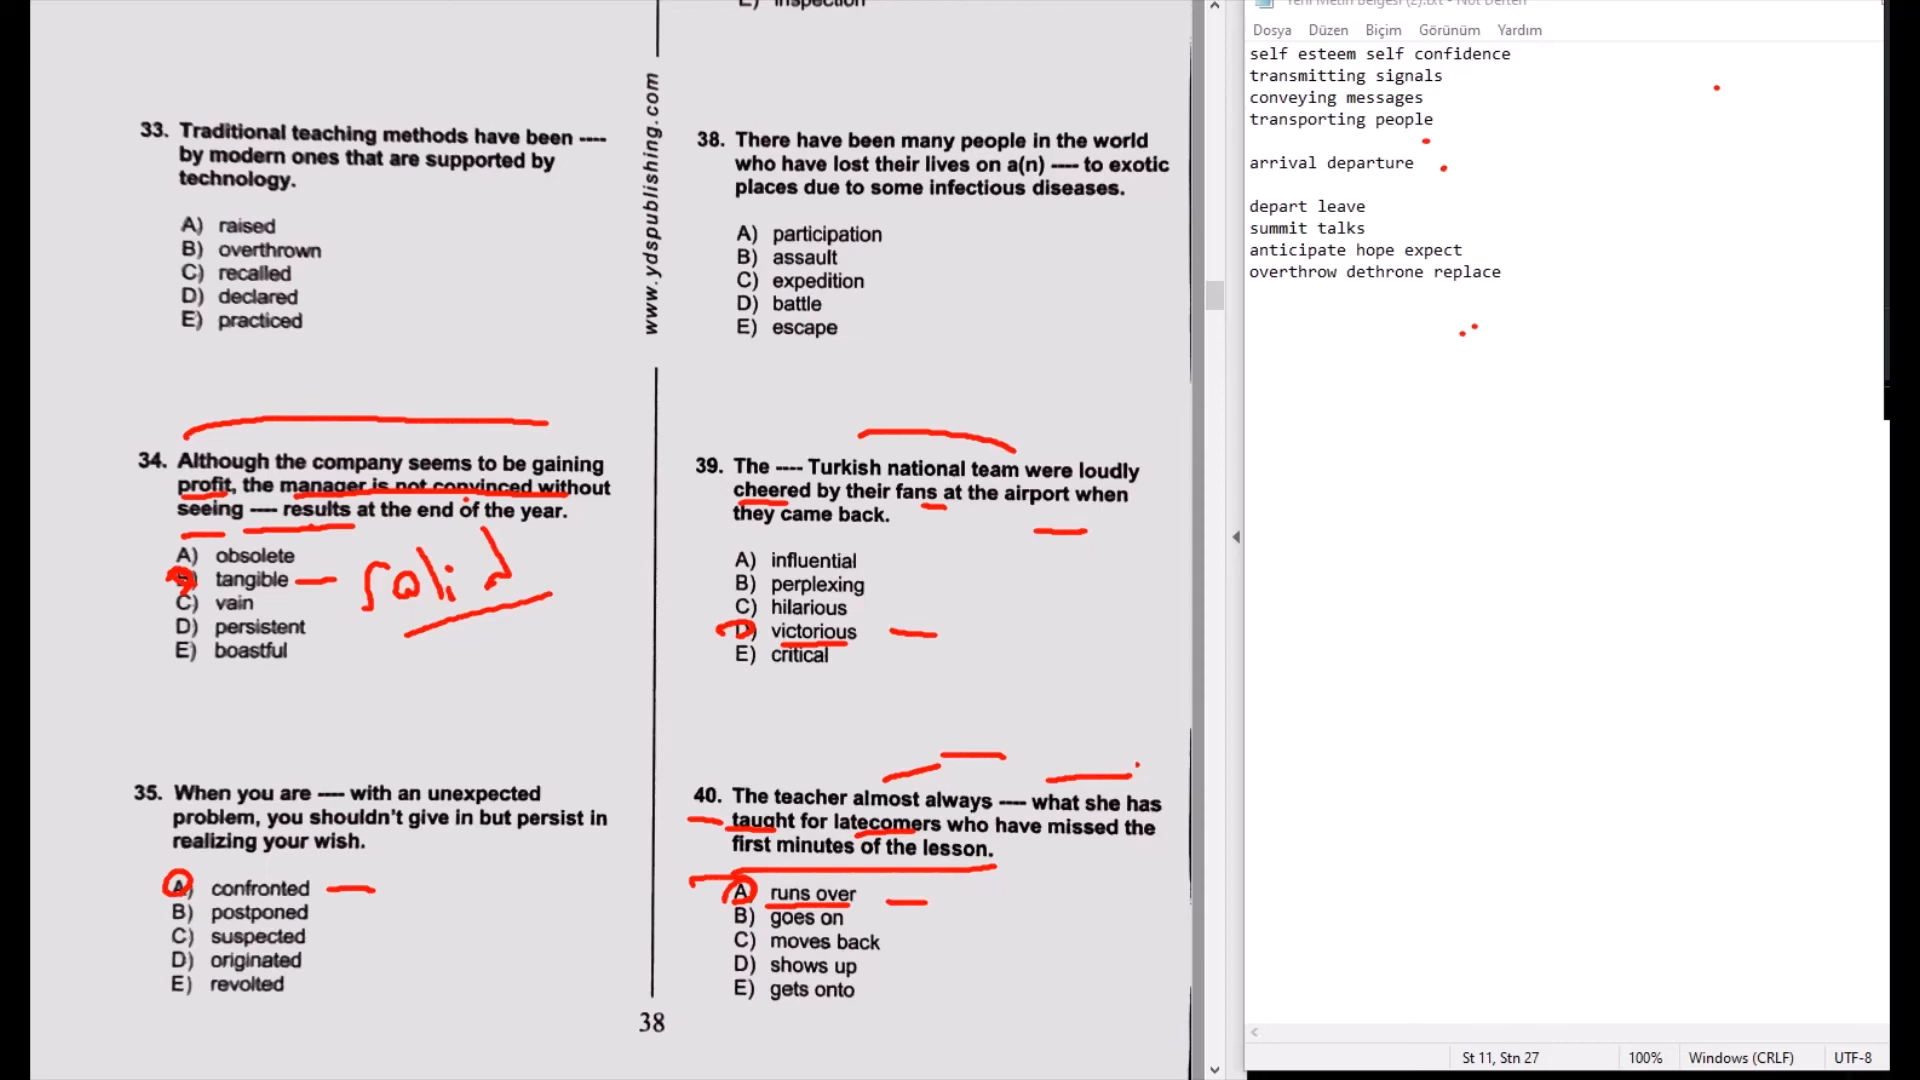 E) inspection
33. Traditional teaching methods have been ----
by modern ones that are supported by
technology.
A) raised
B) overthrown
C) recalled
D) declared
E) practiced
34. Although the company seems to be gaining
profit, the manager is not convinced without
seeing ---- results at the end of the year.
A) obsolete
B) tangible
C) vain
D) persistent
E) boastful
solid
35. When you are ---- with an unexpected
problem, you shouldn't give in but persist in
realizing your wish.
A) confronted
B) postponed
C) suspected
D) originated
E) revolted
www.ydspublishing.com
38. There have been many people in the world
who have lost their lives on a(n) ---- to exotic
places due to some infectious diseases.
A) participation
B) assault
C) expedition
D) battle
E) escape
39. The ---- Turkish national team were loudly
cheered by their fans at the airport when
they came back.
A) influential
B) perplexing
C) hilarious
D) victorious
E) critical
40. The teacher almost always ---- what she has
taught for latecomers who have missed the
first minutes of the lesson.
A) runs over
B) goes on
C) moves back
D) shows up
E) gets onto
38
Yeni Metin Belgesi (2).txt - Not Defteri
Dosya Düzen Biçim Görünüm Yardım
self esteem self confidence
transmitting signals
conveying messages
transporting people
arrival departure
depart leave
summit talks
anticipate hope expect
overthrow dethrone replace
St 11, Stn 27 100% Windows (CRLF) UTF-8